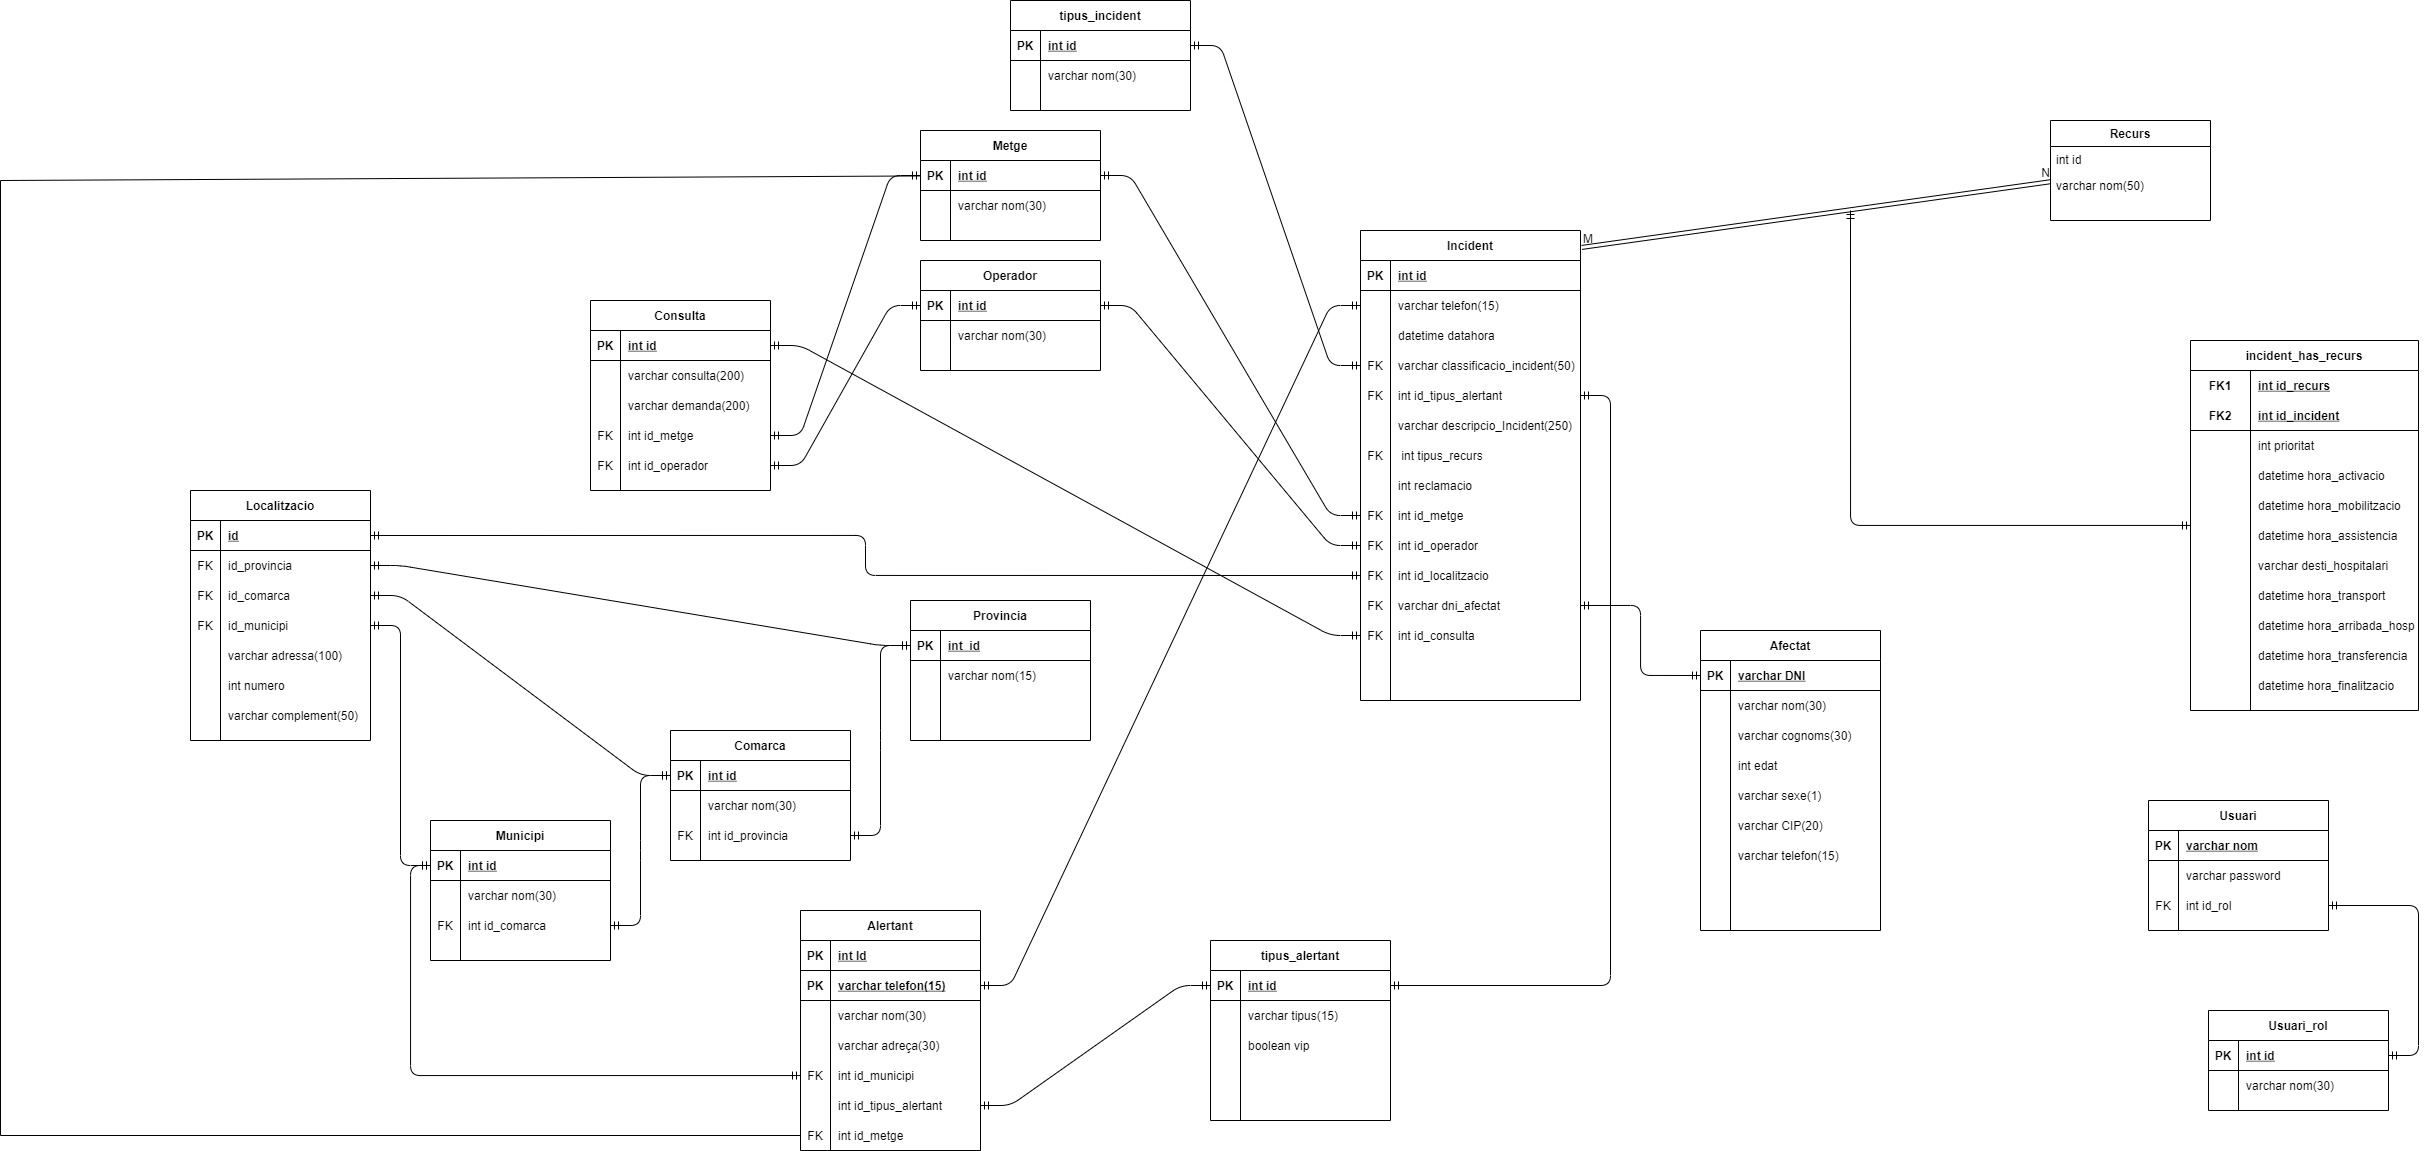 tipus_incident
PK int id
varchar nom(30)
Metge
PK int id
varchar nom(30)
Operador
PK int id
varchar nom(30)
Consulta
PK int id
varchar consulta(200)
varchar demanda(200)
FK int id_metge
FK int id_operador
Localitzacio
PK id
FK id_provincia
FK id_comarca
FK id_municipi
varchar adressa(100)
int numero
varchar complement(50)
Provincia
PK int_id
varchar nom(15)
Comarca
PK int id
varchar nom(30)
FK int id_provincia
Municipi
PK int id
varchar nom(30)
FK int id_comarca
Alertant
PK int Id
PK varchar telefon(15)
varchar nom(30)
varchar adreça(30)
FK int id_municipi
int id_tipus_alertant
FK int id_metge
tipus_alertant
PK int id
varchar tipus(15)
boolean vip
Incident
PK int id
varchar telefon(15)
datetime datahora
FK varchar classificacio_incident(50)
FK int id_tipus_alertant
varchar descripcio_Incident(250)
FK int tipus_recurs
int reclamacio
FK int id_metge
FK int id_operador
FK int id_localitzacio
FK varchar dni_afectat
FK int id_consulta
M
N
Recurs
int id
varchar nom(50)
incident_has_recurs
FK1 int id_recurs
FK2 int id_incident
int prioritat
datetime hora_activacio
datetime hora_mobilitzacio
datetime hora_assistencia
varchar desti_hospitalari
datetime hora_transport
datetime hora_arribada_hosp
datetime hora_transferencia
datetime hora_finalitzacio
Afectat
PK varchar DNI
varchar nom(30)
varchar cognoms(30)
int edat
varchar sexe(1)
varchar CIP(20)
varchar telefon(15)
Usuari
PK varchar nom
varchar password
FK int id_rol
Usuari_rol
PK int id
varchar nom(30)